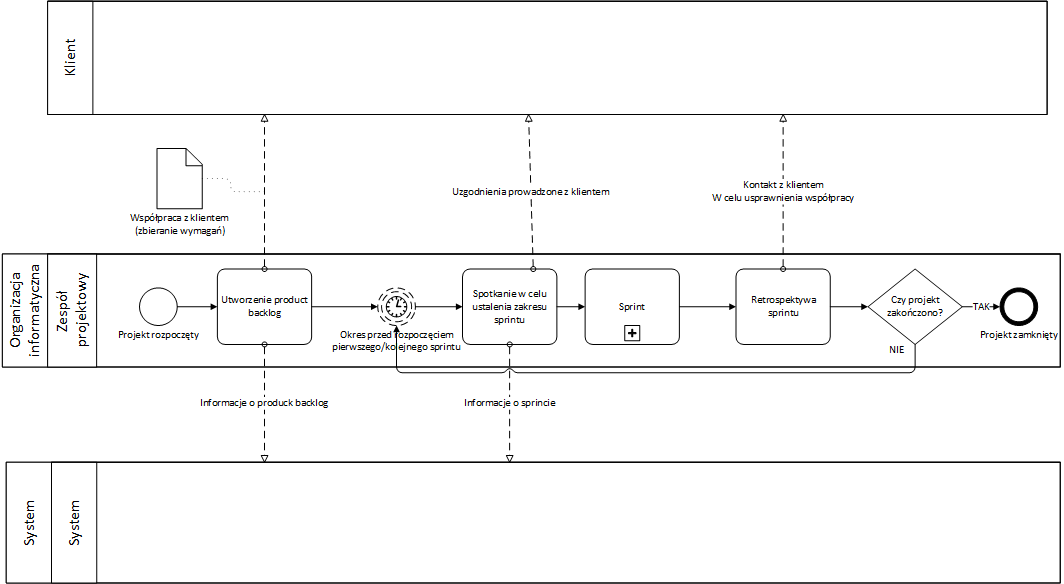 Klient
Współpraca z klientem
(zbieranie wymagań)
Uzgodnienia prowadzone z klientem
Kontakt z klientem
W celu usprawnienia współpracy
Organizacja
informatyczna
Zespół
projektowy
Projekt rozpoczęty
Utworzenie product
backlog
Okres przed rozpoczęciem
pierwszego/kolejnego sprintu
Spotkanie w celu
ustalenia zakresu
sprintu
Sprint
Retrospektywa
sprintu
Czy projekt
zakończono?
TAK
NIE
Projekt zamknięty
Informacje o produck backlog
Informacje o sprincie
System
System